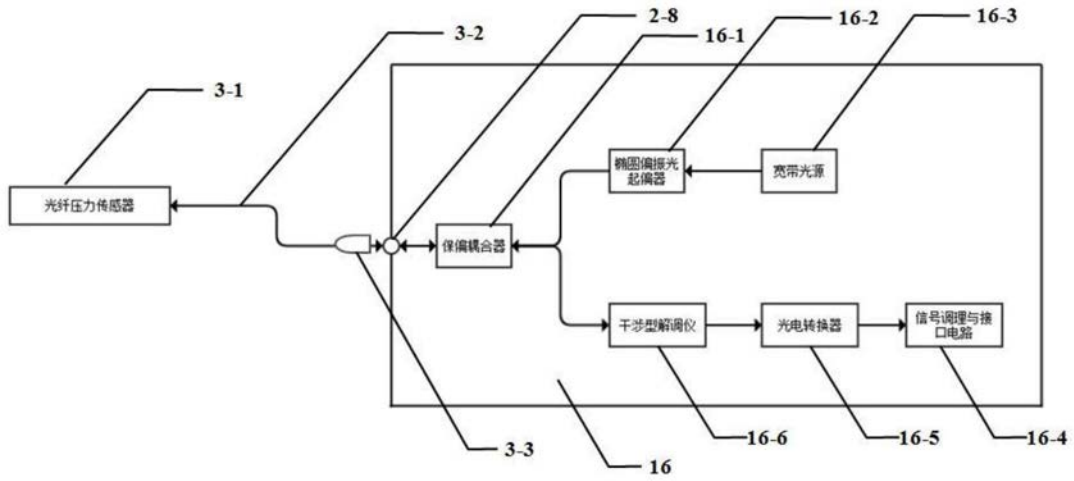 2-8
16-2
16-3
3-2
16-1
3-1
椭圆偏振光
起偏器
宽带光源
光纤压力传感器
保偏耦合器
干涉型解调仪
光电转换器
信号调理与接
口电路
3-3
16
16-6
16-5
16-4